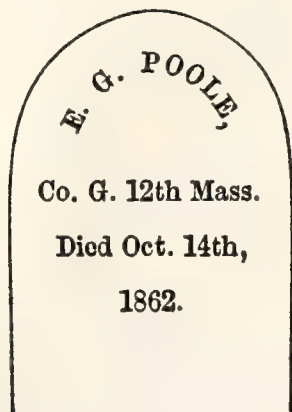 E. G. POOLE,
Co. G. 12th Mass.
Died Oct. 14th,
1862.